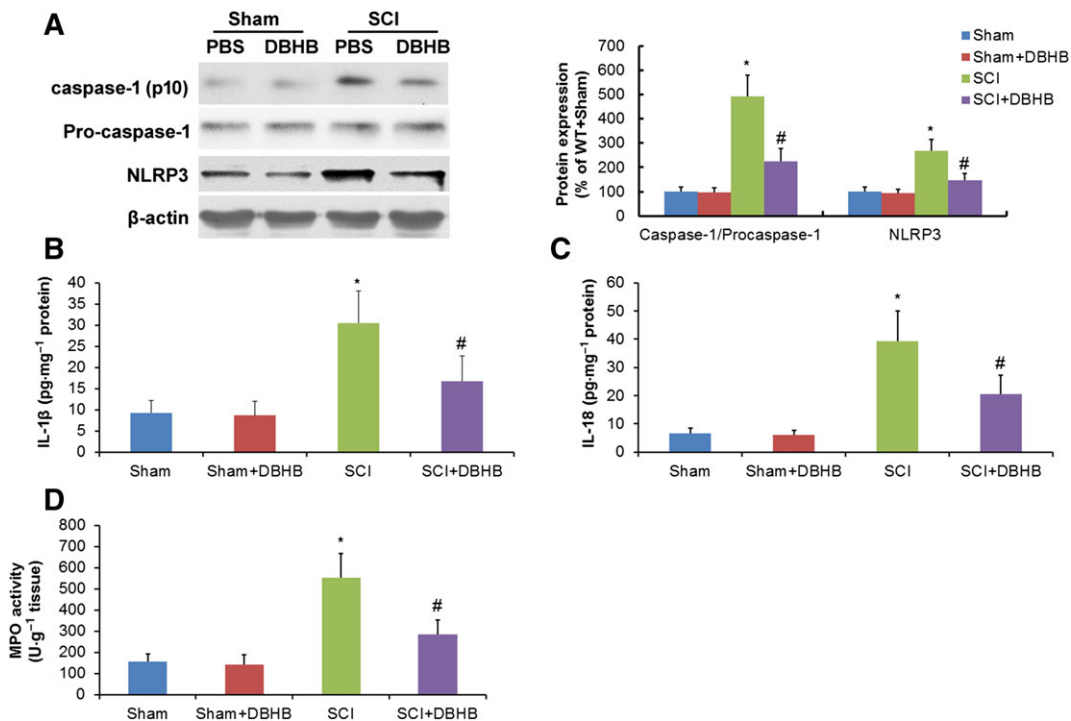 A
Sham SCI
PBS DBHB PBS DBHB
caspase-1 (p10)
Pro-caspase-1
NLRP3
β-actin
Protein expression
(% of WT+Sham)
700
600
500
400
300
200
100
0
*
#
*
#
Caspase-1/Procaspase-1 NLRP3
Sham
Sham+DBHB
SCI
SCI+DBHB
B
IL-1β (pg·mg⁻¹ protein)
40
35
30
25
20
15
10
5
0
*
#
Sham Sham+DBHB SCI SCI+DBHB
C
IL-18 (pg·mg⁻¹ protein)
60
50
40
30
20
10
0
*
#
Sham Sham+DBHB SCI SCI+DBHB
D
MPO activity
(U·g⁻¹ tissue)
800
700
600
500
400
300
200
100
0
*
#
Sham Sham+DBHB SCI SCI+DBHB